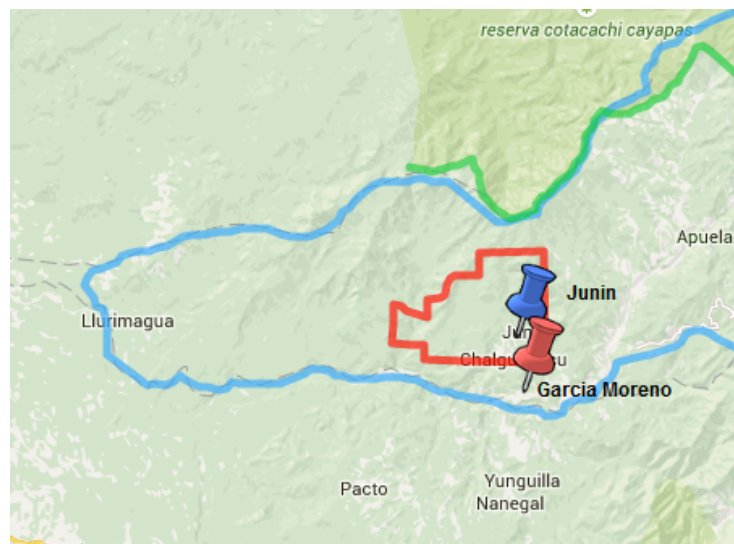 reserva cotacachi cayapas
Apuela
Junin
Llurimagua
Garcia Moreno
Pacto
Yunguilla
Nanegal